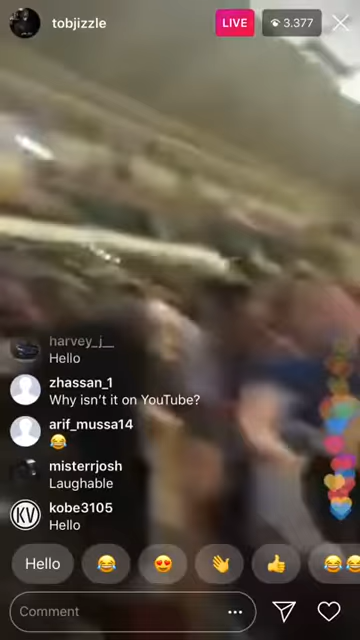 tobjizzle
LIVE
3.377
harvey_j__
Hello
zhassan_1
Why isn't it on YouTube?
arif_mussa14
😂
misterrjosh
Laughable
KV
kobe3105
Hello
Hello
Comment